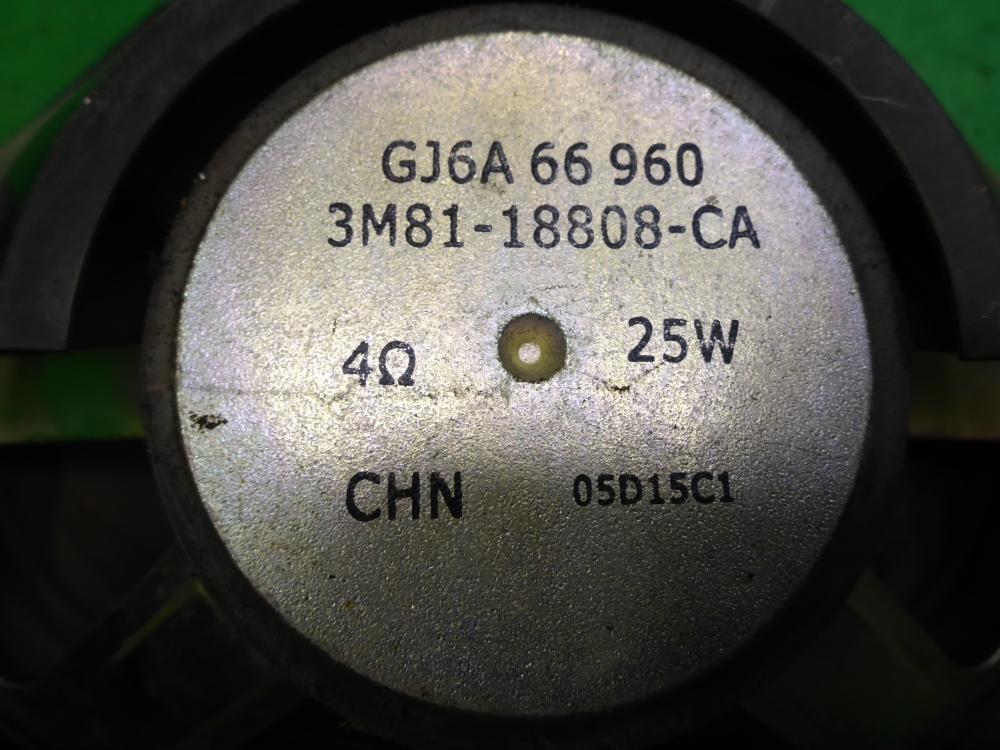 GJ6A 66 960
3M81-18808-CA
4Ω 25W
CHN 05D15C1